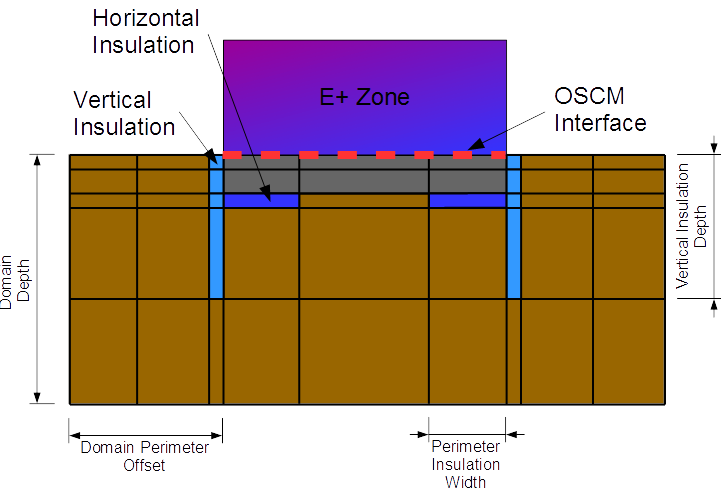 Horizontal
Insulation
E+ Zone
Vertical
Insulation
OSCM
Interface
Domain
Depth
Vertical Insulation
Depth
Domain Perimeter
Offset
Perimeter
Insulation
Width